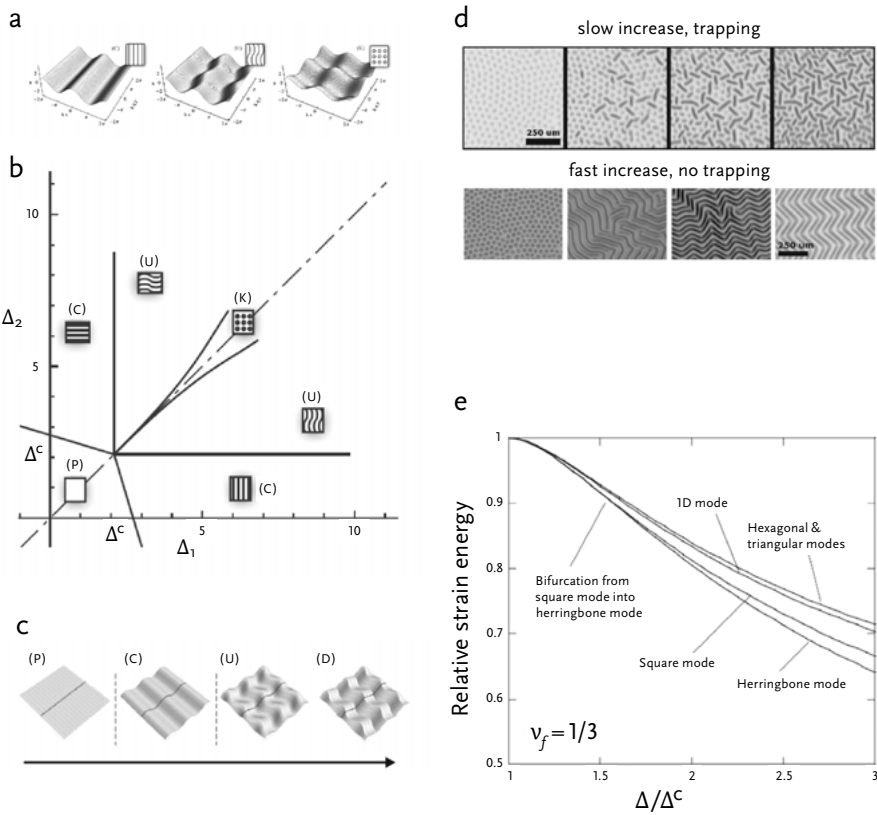 a
(C)
(U)
(K)
b
10
(U)
(K)
(C)
Δ₂
5
(U)
Δᶜ
(P)
(C)
Δᶜ
5
10
Δ₁
c
(P)
(C)
(U)
(D)
d
slow increase, trapping
250 um
fast increase, no trapping
250 um
e
1
0.9
0.8
0.7
0.5
Relative strain energy
1D mode
Hexagonal &
triangular modes
Bifurcation from
square mode into
herringbone mode
Square mode
Herringbone mode
ν_f = 1/3
1
1.5
2
2.5
3
Δ/Δᶜ